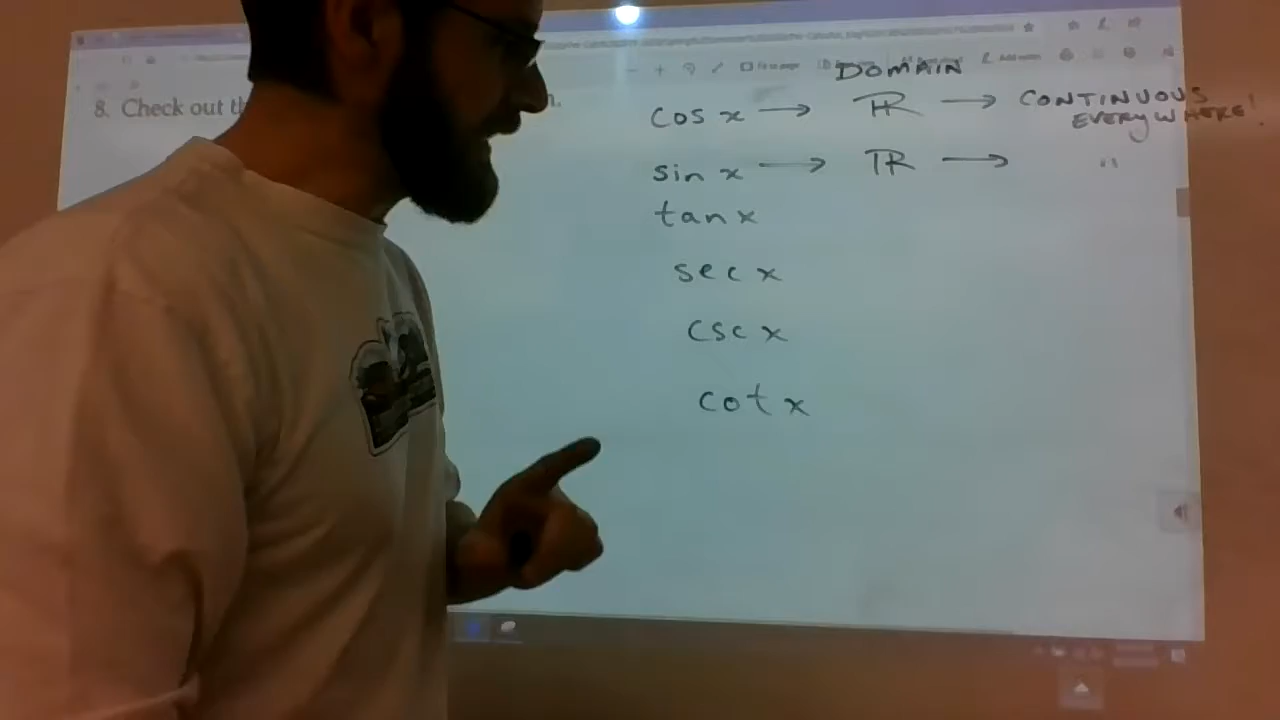 8. Check out th
DOMAIN
cos x → ℝ → CONTINUOUS EVERYWHERE!
sin x → ℝ → "
tan x
sec x
csc x
cot x